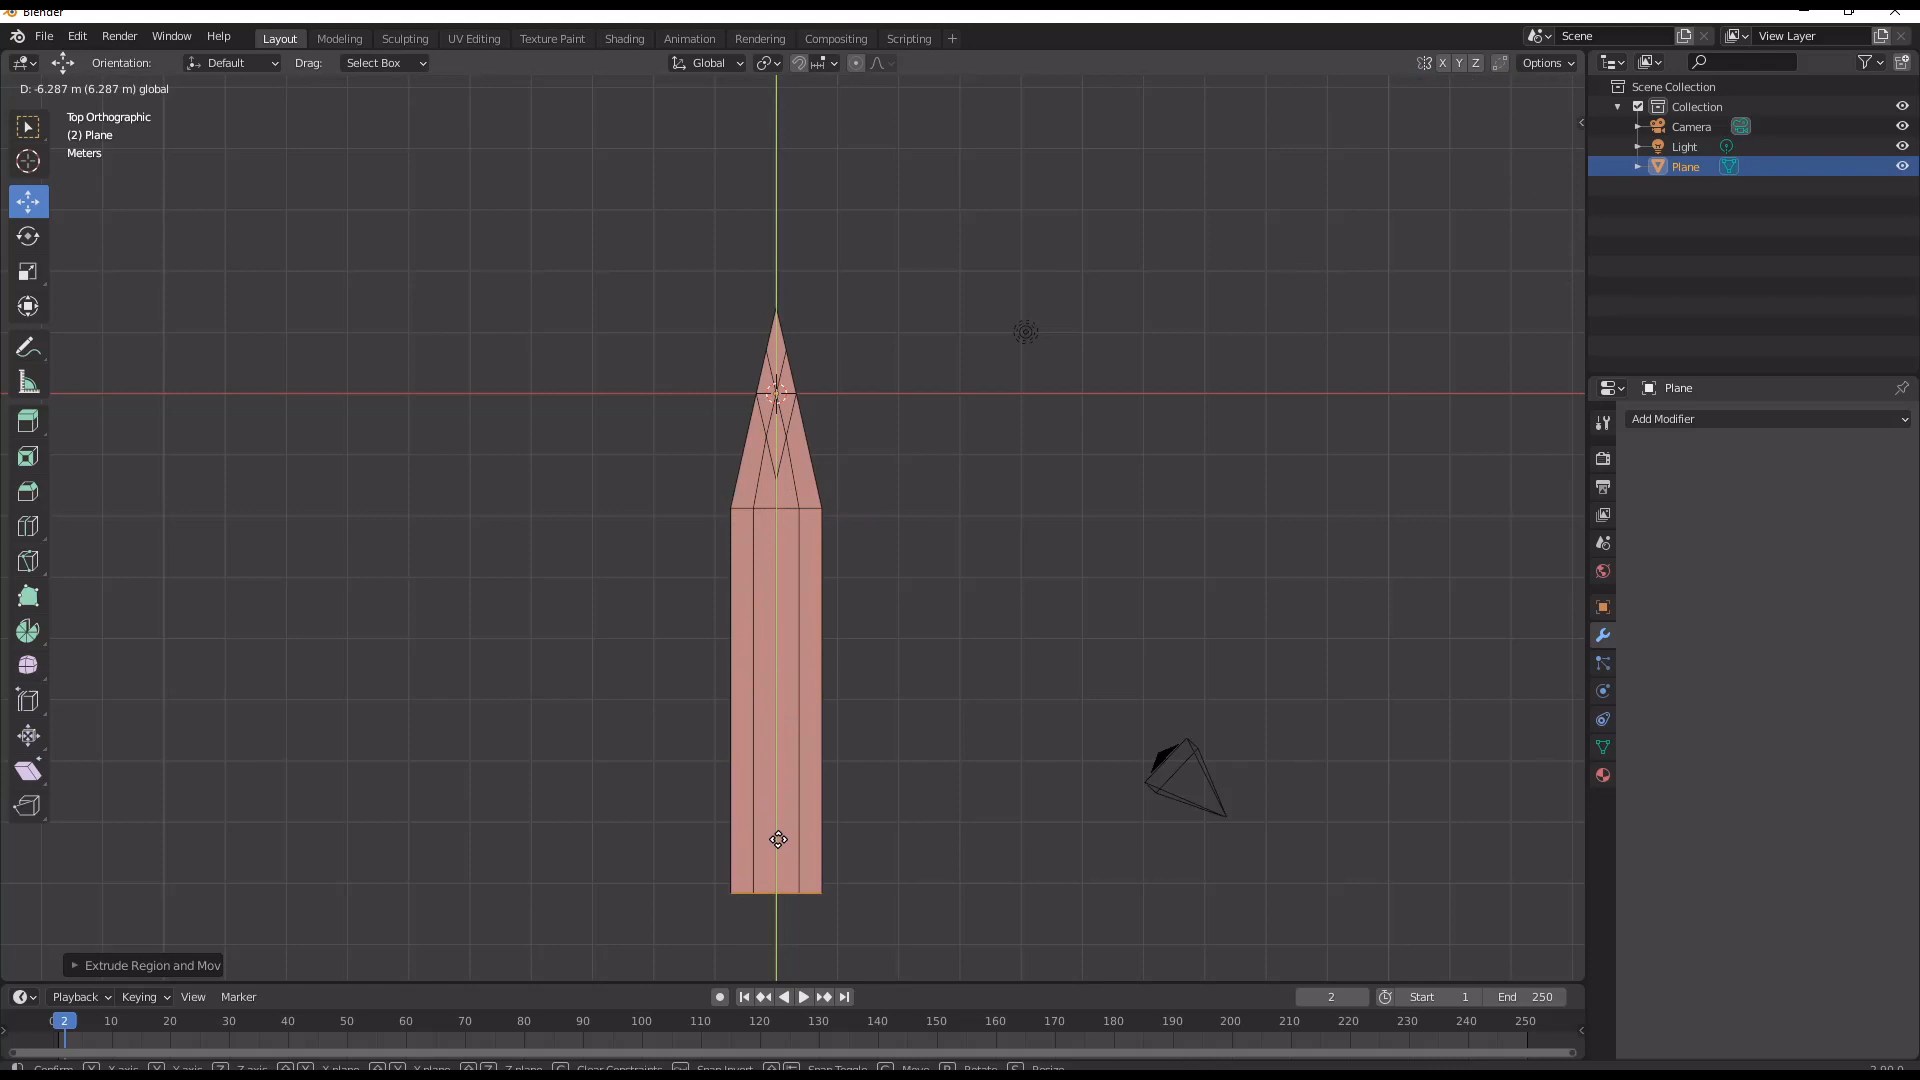 Blender
File Edit Render Window Help
Layout Modeling Sculpting UV Editing Texture Paint Shading Animation Rendering Compositing Scripting
Scene
View Layer
Orientation: Default Drag: Select Box
Global
X Y Z Options
D: -6.287 m (6.287 m) global
Top Orthographic
(2) Plane
Meters
Scene Collection
Collection
Camera
Light
Plane
Plane
Add Modifier
Extrude Region and Mov
Playback Keying View Marker
2 Start 1 End 250
0 2 10 20 30 40 50 60 70 80 90 100 110 120 130 140 150 160 170 180 190 200 210 220 230 240 250